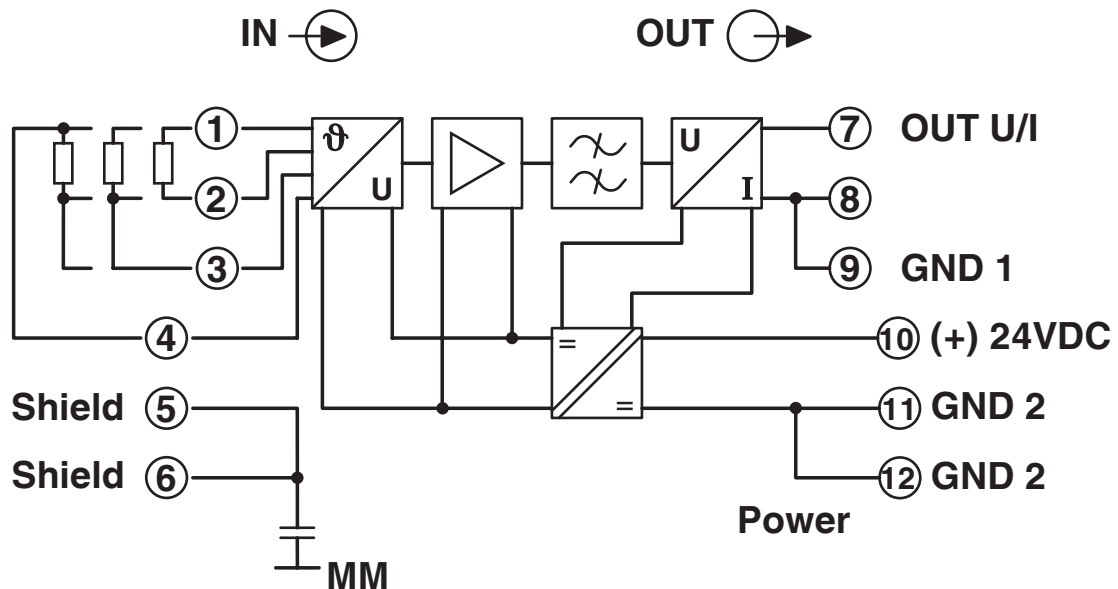 IN OUT
1 ϑ U 7 OUT U/I
2 U I 8
3 9 GND 1
4 = 10 (+) 24VDC
Shield 5 = 11 GND 2
Shield 6 12 GND 2
Power
MM